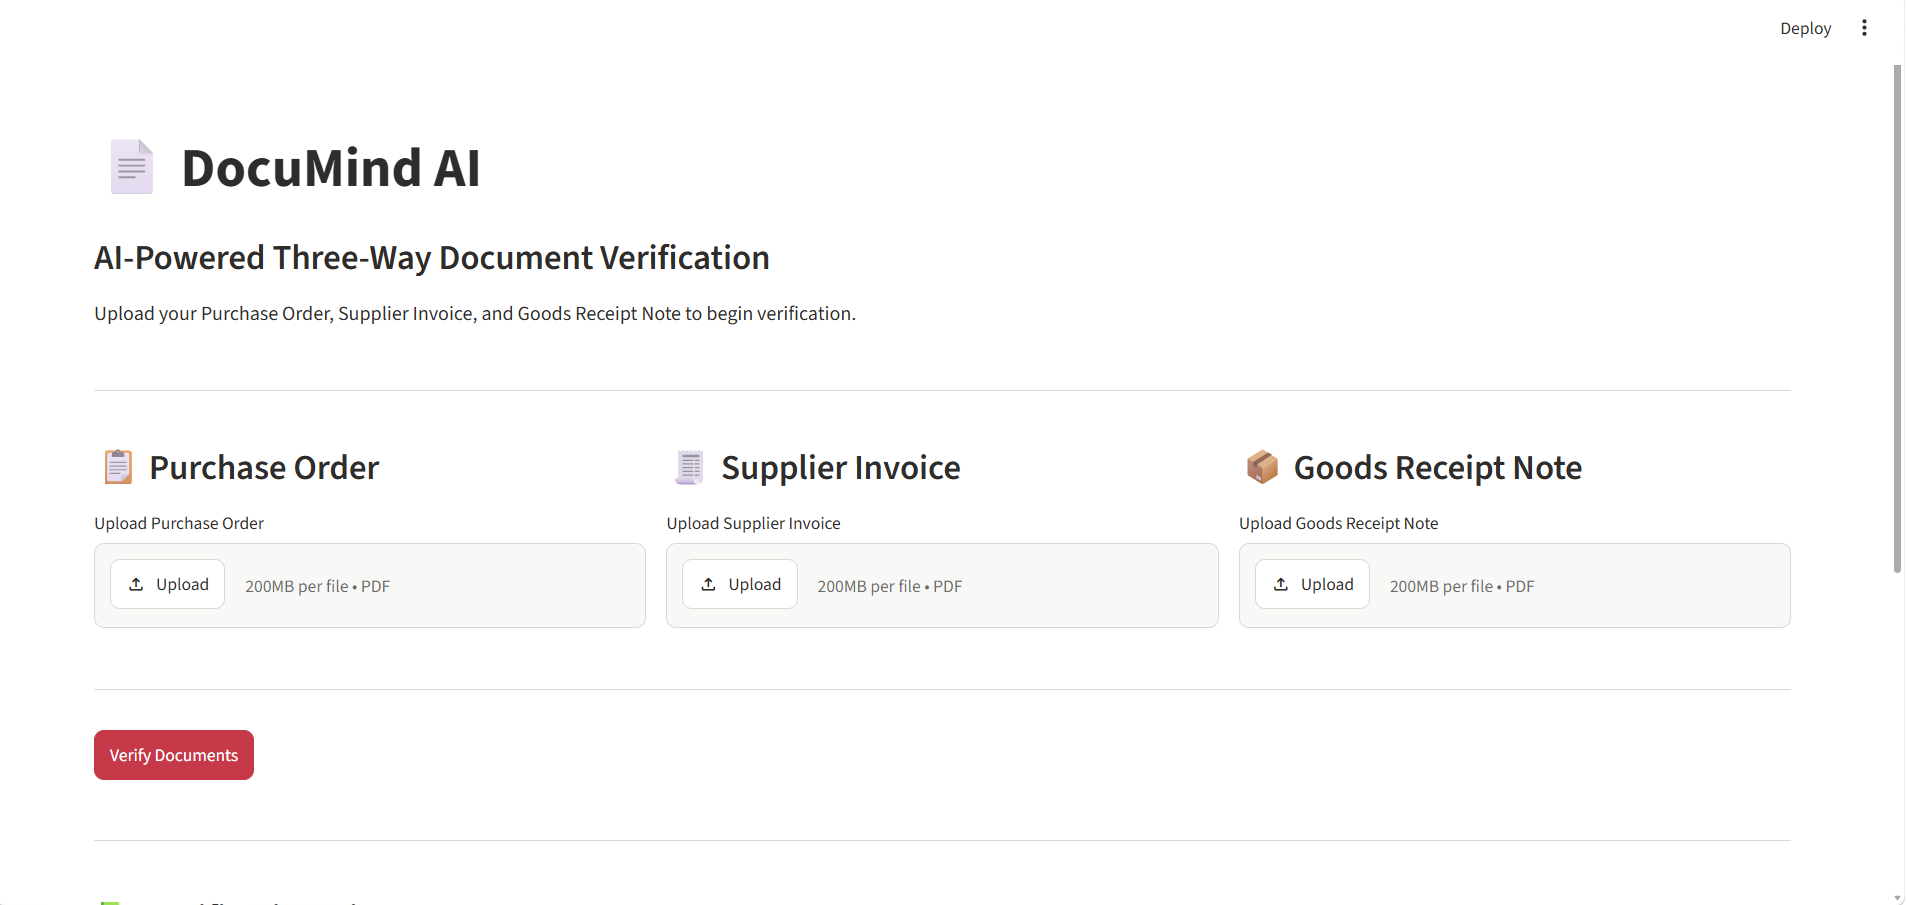 Deploy
DocuMind AI
AI-Powered Three-Way Document Verification
Upload your Purchase Order, Supplier Invoice, and Goods Receipt Note to begin verification.
Purchase Order
Supplier Invoice
Goods Receipt Note
Upload Purchase Order
Upload Supplier Invoice
Upload Goods Receipt Note
Upload
200MB per file • PDF
Upload
200MB per file • PDF
Upload
200MB per file • PDF
Verify Documents